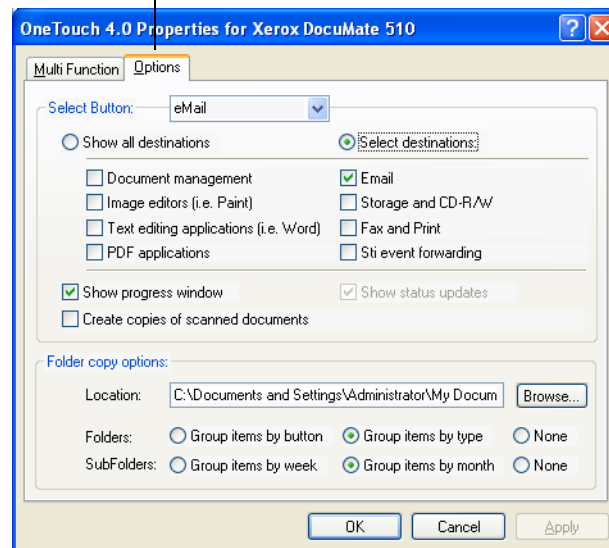 OneTouch 4.0 Properties for Xerox DocuMate 510
Multi Function Options
Select Button: eMail
Show all destinations Select destinations:
Document management Email
Image editors (i.e. Paint) Storage and CD-R/W
Text editing applications (i.e. Word) Fax and Print
PDF applications Sti event forwarding
Show progress window Show status updates
Create copies of scanned documents
Folder copy options:
Location: C:\Documents and Settings\Administrator\My Docum Browse...
Folders: Group items by button Group items by type None
SubFolders: Group items by week Group items by month None
OK Cancel Apply